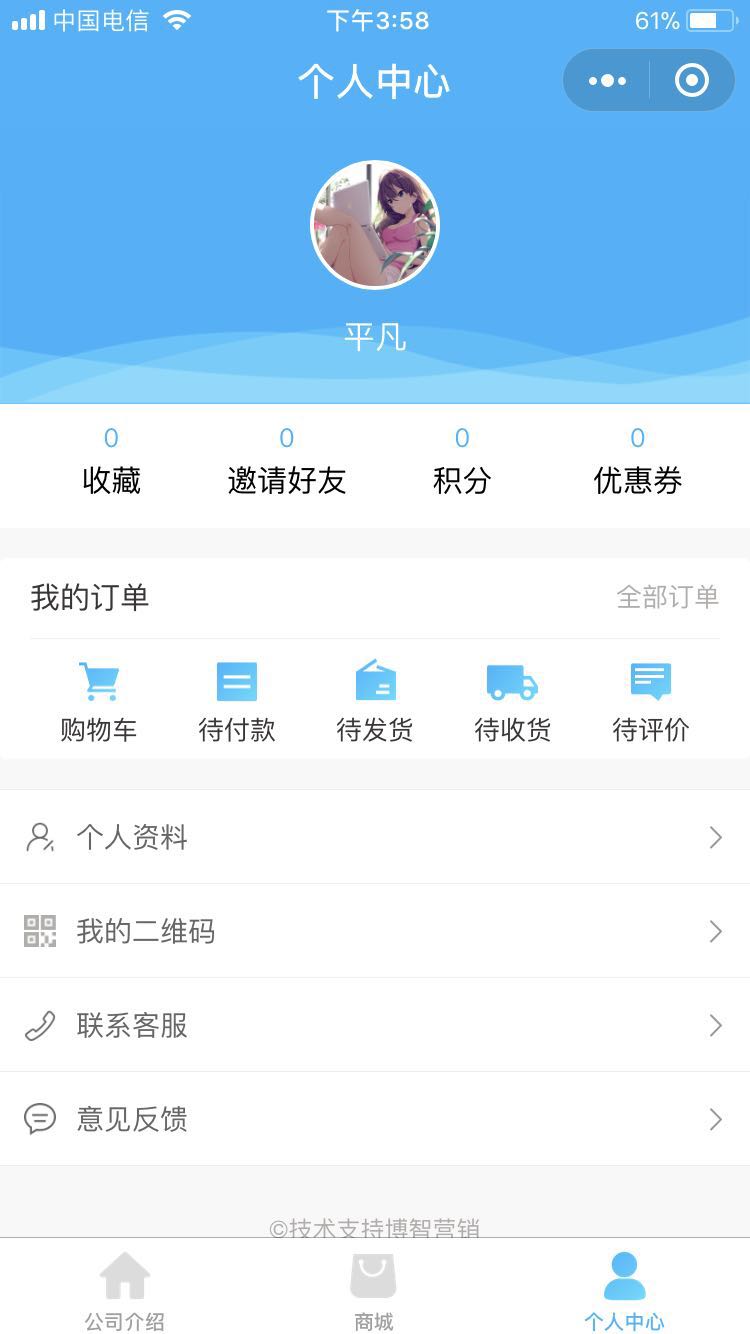 中国电信 下午3:58 61%
个人中心
平凡
0 0 0 0
收藏 邀请好友 积分 优惠券
我的订单 全部订单
购物车 待付款 待发货 待收货 待评价
个人资料
我的二维码
联系客服
意见反馈
©技术支持博智营销
公司介绍 商城 个人中心